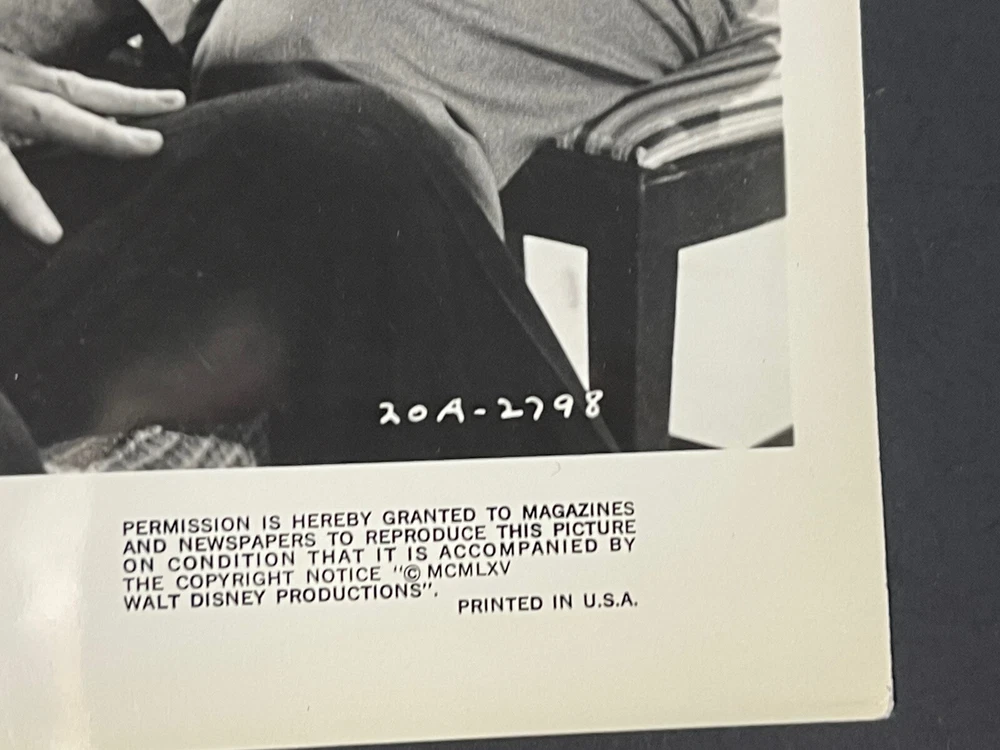 20A-2798
PERMISSION IS HEREBY GRANTED TO MAGAZINES
AND NEWSPAPERS TO REPRODUCE THIS PICTURE
ON CONDITION THAT IT IS ACCOMPANIED BY
THE COPYRIGHT NOTICE "© MCMLXV
WALT DISNEY PRODUCTIONS".
PRINTED IN U.S.A.